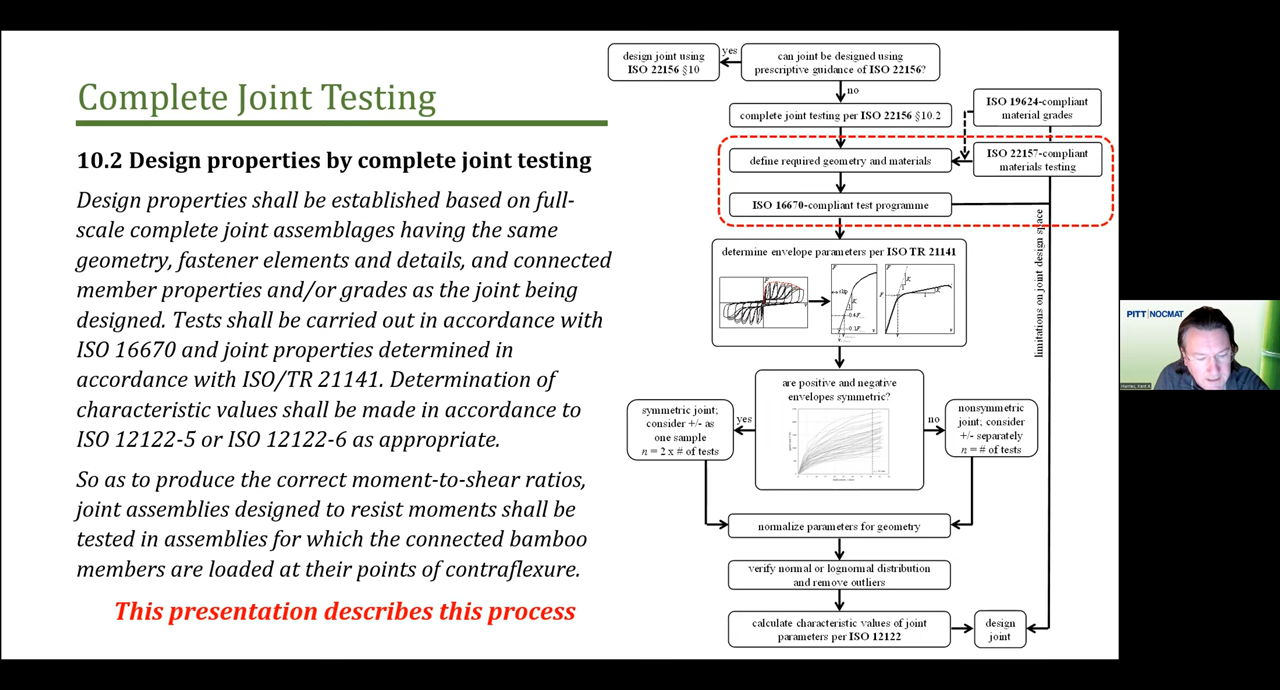 Complete Joint Testing
10.2 Design properties by complete joint testing
Design properties shall be established based on full-
scale complete joint assemblages having the same
geometry, fastener elements and details, and connected
member properties and/or grades as the joint being
designed. Tests shall be carried out in accordance with
ISO 16670 and joint properties determined in
accordance with ISO/TR 21141. Determination of
characteristic values shall be made in accordance to
ISO 12122-5 or ISO 12122-6 as appropriate.
So as to produce the correct moment-to-shear ratios,
joint assemblies designed to resist moments shall be
tested in assemblies for which the connected bamboo
members are loaded at their points of contraflexure.
This presentation describes this process
design joint using
ISO 22156 §10
yes
can joint be designed using
prescriptive guidance of ISO 22156?
no
complete joint testing per ISO 22156 §10.2
ISO 19624-compliant
material grades
define required geometry and materials
ISO 22157-compliant
materials testing
ISO 16670-compliant test programme
limitations on joint design space
determine envelope parameters per ISO TR 21141
are positive and negative
envelopes symmetric?
yes
no
symmetric joint;
consider +/- as
one sample
n = 2 x # of tests
nonsymmetric
joint; consider
+/- separately
n = # of tests
normalize parameters for geometry
verify normal or lognormal distribution
and remove outliers
calculate characteristic values of joint
parameters per ISO 12122
design
joint
PITT | NOCMAT